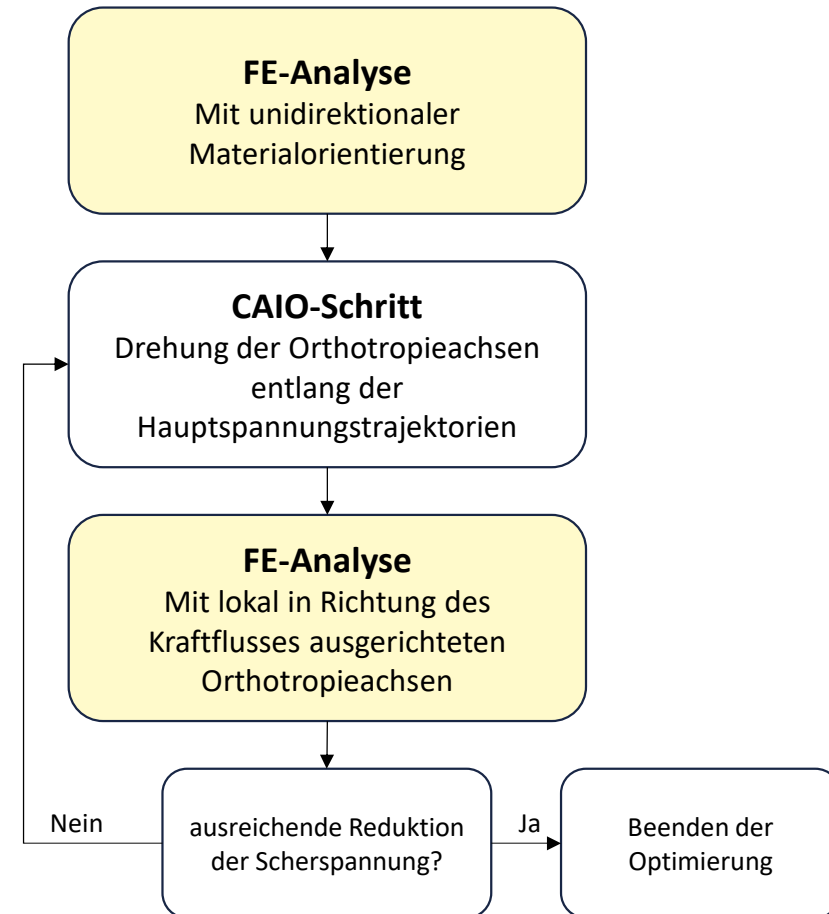 FE-Analyse
Mit unidirektionaler
Materialorientierung
CAIO-Schritt
Drehung der Orthotropieachsen
entlang der
Hauptspannungstrajektorien
FE-Analyse
Mit lokal in Richtung des
Kraftflusses ausgerichteten
Orthotropieachsen
Nein
ausreichende Reduktion
der Scherspannung?
Ja
Beenden der
Optimierung